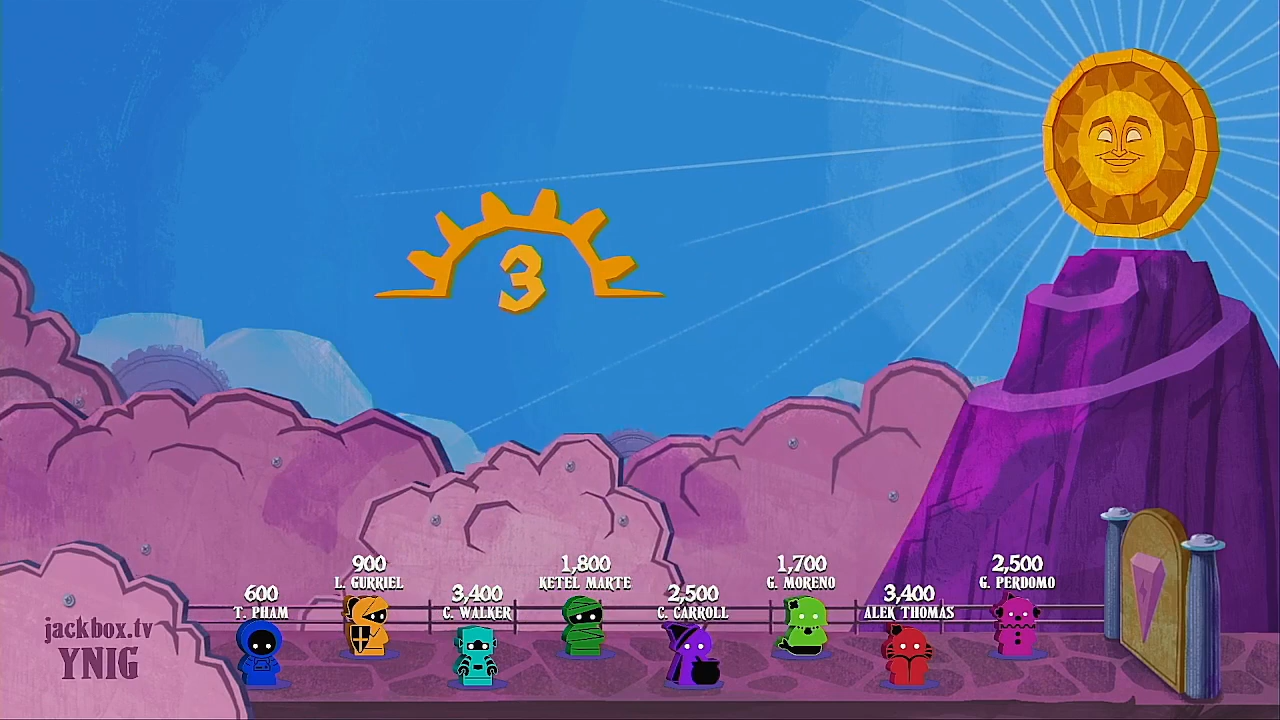 3
900
L. GURRIEL
1,800
KETEL MARTE
1,700
G. MORENO
2,500
G. PERDOMO
600
T. PHAM
3,400
C. WALKER
2,500
C. CARROLL
3,400
ALEK THOMAS
jackbox.tv
YNIG